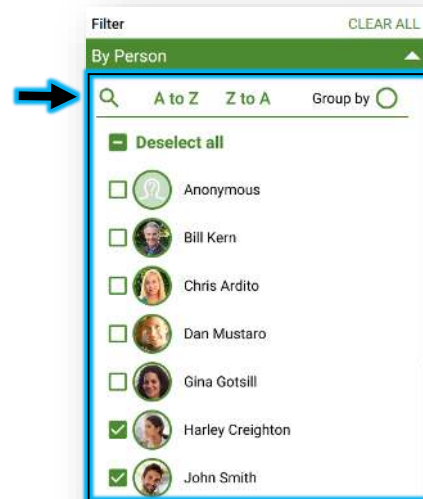 Filter CLEAR ALL
By Person
A to Z Z to A Group by
Deselect all
Anonymous
Bill Kern
Chris Ardito
Dan Mustaro
Gina Gotsill
Harley Creighton
John Smith